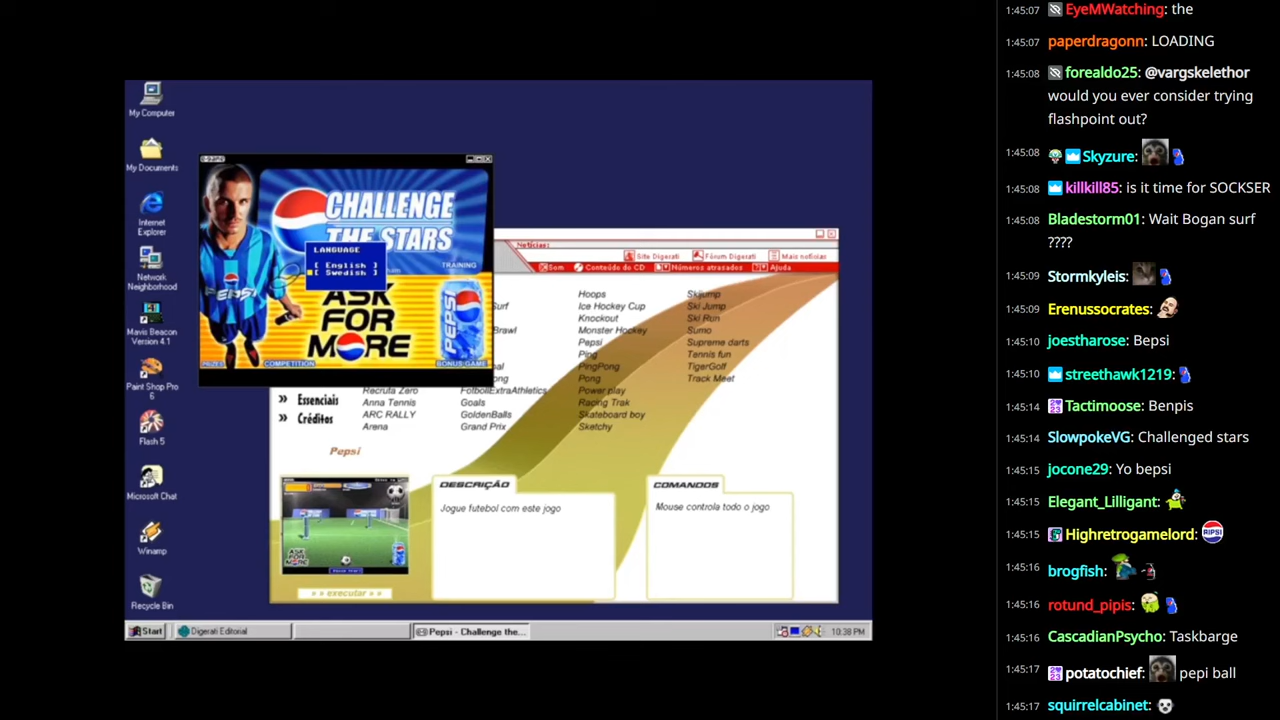 My Computer
My Documents
Internet
Explorer
Network
Neighborhood
Mavis Beacon
Version 4.1
Paint Shop Pro
6
Flash 5
Microsoft Chat
Winamp
Recycle Bin
CHALLENGE
THE STARS
LANGUAGE
[ English ]
[ Swedish ]
TRAINING
PEPSI
ASK
FOR
MORE
PEPSI
PRIZES
COMPETITION
BONUS GAME
Notícias:
Site Digerati
Fórum Digerati
Mais notícias
Som
Conteúdo do CD
Números atrasados
Ajuda
Hoops
Ice Hockey Cup
Knockout
Monster Hockey
Pepsi
Ping
PingPong
Pong
Power play
Racing Trak
Skateboard boy
Sketchy
Skijump
Ski Jump
Ski Run
Sumo
Supreme darts
Tennis fun
TigerGolf
Track Meet
» Essenciais
» Créditos
Recruta Zero
Anna Tennis
ARC RALLY
Arena
FotbollExtraAthletics
Goals
GoldenBalls
Grand Prix
Pepsi
ASK
FOR
MORE
» » executar » »
DESCRIÇÃO
Jogue futebol com este jogo
COMANDOS
Mouse controla todo o jogo
Start
Digerati Editorial
Pepsi - Challenge the...
10:38 PM
1:45:07 EyeMWatching: the
1:45:07 paperdragonn: LOADING
1:45:08 forealdo25: @vargskelethor
would you ever consider trying
flashpoint out?
1:45:08 Skyzure:
1:45:08 killkill85: is it time for SOCKSER
1:45:08 Bladestorm01: Wait Bogan surf
????
1:45:09 Stormkyleis:
1:45:09 Erenussocrates:
1:45:10 joestharose: Bepsi
1:45:10 streethawk1219:
1:45:14 Tactimoose: Benpis
1:45:14 SlowpokeVG: Challenged stars
1:45:15 jocone29: Yo bepsi
1:45:15 Elegant_Lilligant:
1:45:15 Highretrogamelord:
1:45:16 brogfish:
1:45:16 rotund_pipis:
1:45:16 CascadianPsycho: Taskbarge
1:45:17 potatochief: pepi ball
1:45:17 squirrelcabinet: